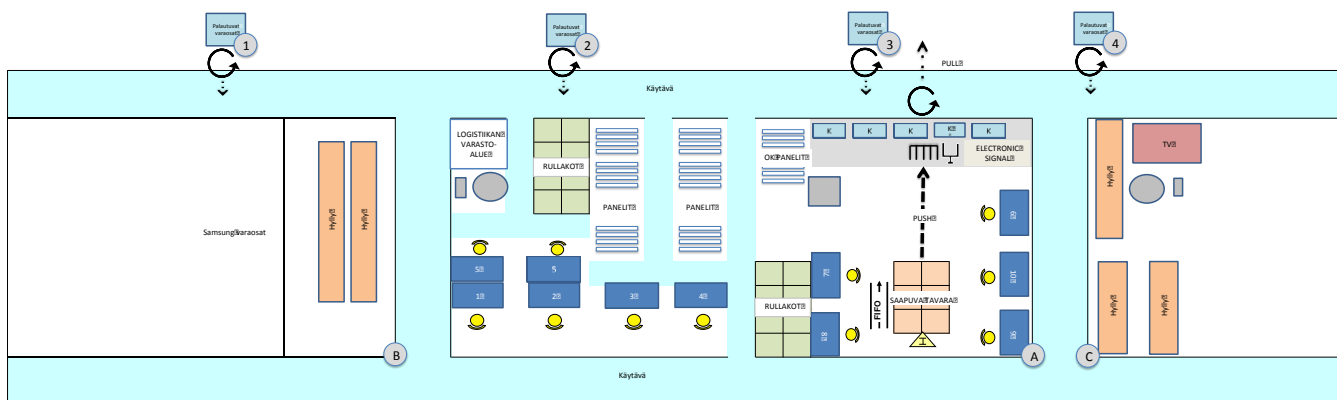 Palautuvat
varaosat⍰
1
Palautuvat
varaosat⍰
2
Palautuvat
varaosat⍰
3
Palautuvat
varaosat⍰
4
PULL⍰
Käytävä
LOGISTIIKAN⍰
VARASTO-
ALUE⍰
RULLAKOT⍰
PANELIT⍰
PANELIT⍰
OK⍰PANELIT⍰
K
K
K
K⍰
K
ELECTRONIC⍰
SIGNAL⍰
TV⍰
Hylly⍰
Hylly⍰
Hylly⍰
Samsung⍰varaosat
PUSH⍰
5⍰
5
1⍰
2⍰
3⍰
4⍰
RULLAKOT⍰
7⍰
8⍰
FIFO
SAAPUVA⍰TAVARA⍰
I
10⍰
Hylly⍰
Hylly⍰
B
A
C
Käytävä